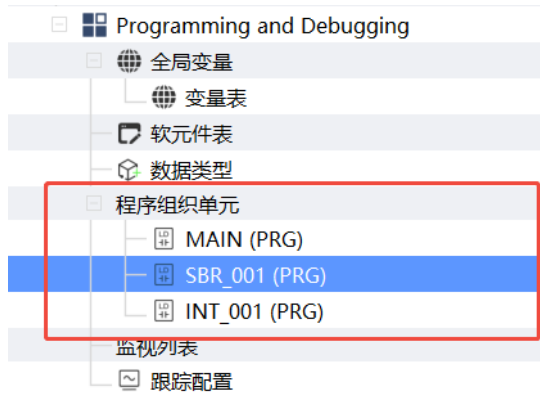 Programming and Debugging
全局变量
变量表
软元件表
数据类型
程序组织单元
MAIN (PRG)
SBR_001 (PRG)
INT_001 (PRG)
监视列表
跟踪配置